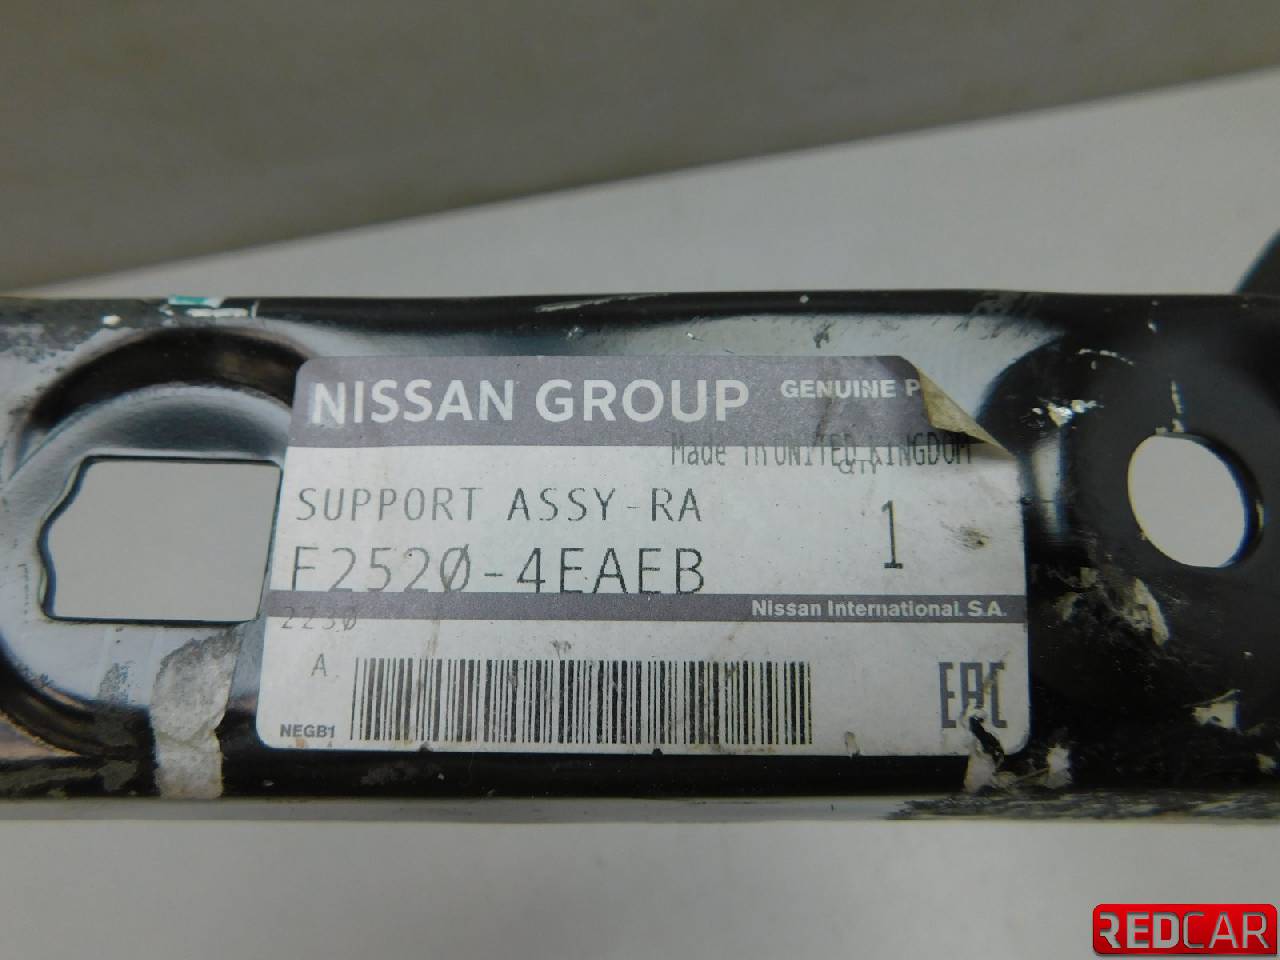 NISSAN GROUP GENUINE P
Made in UNITED KINGDOM
QTY
SUPPORT ASSY-RA
F2520-4EAEB
1
2230
Nissan International. S.A.
A.
NEGB1
EAC
REDCAR